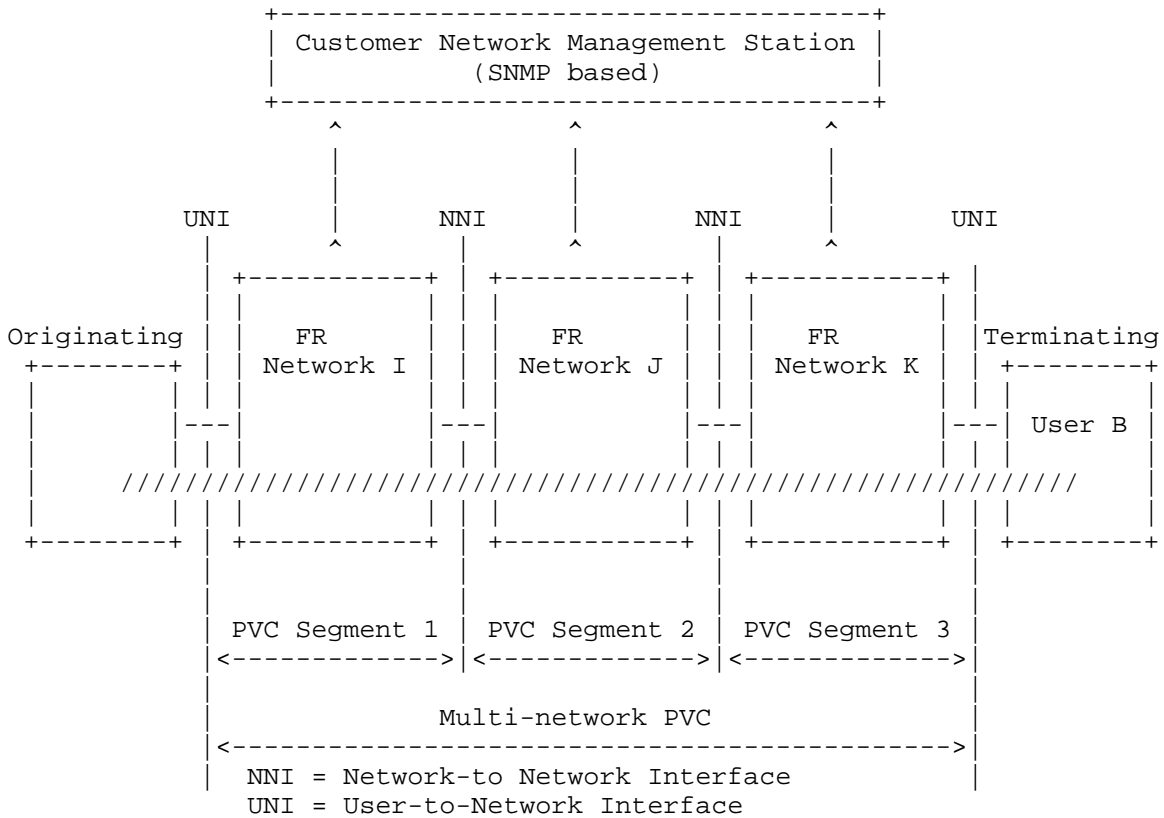 Customer Network Management Station
(SNMP based)
UNI NNI NNI UNI
Originating FR FR FR Terminating
Network I Network J Network K
User B
PVC Segment 1 PVC Segment 2 PVC Segment 3
Multi-network PVC
NNI = Network-to Network Interface
UNI = User-to-Network Interface